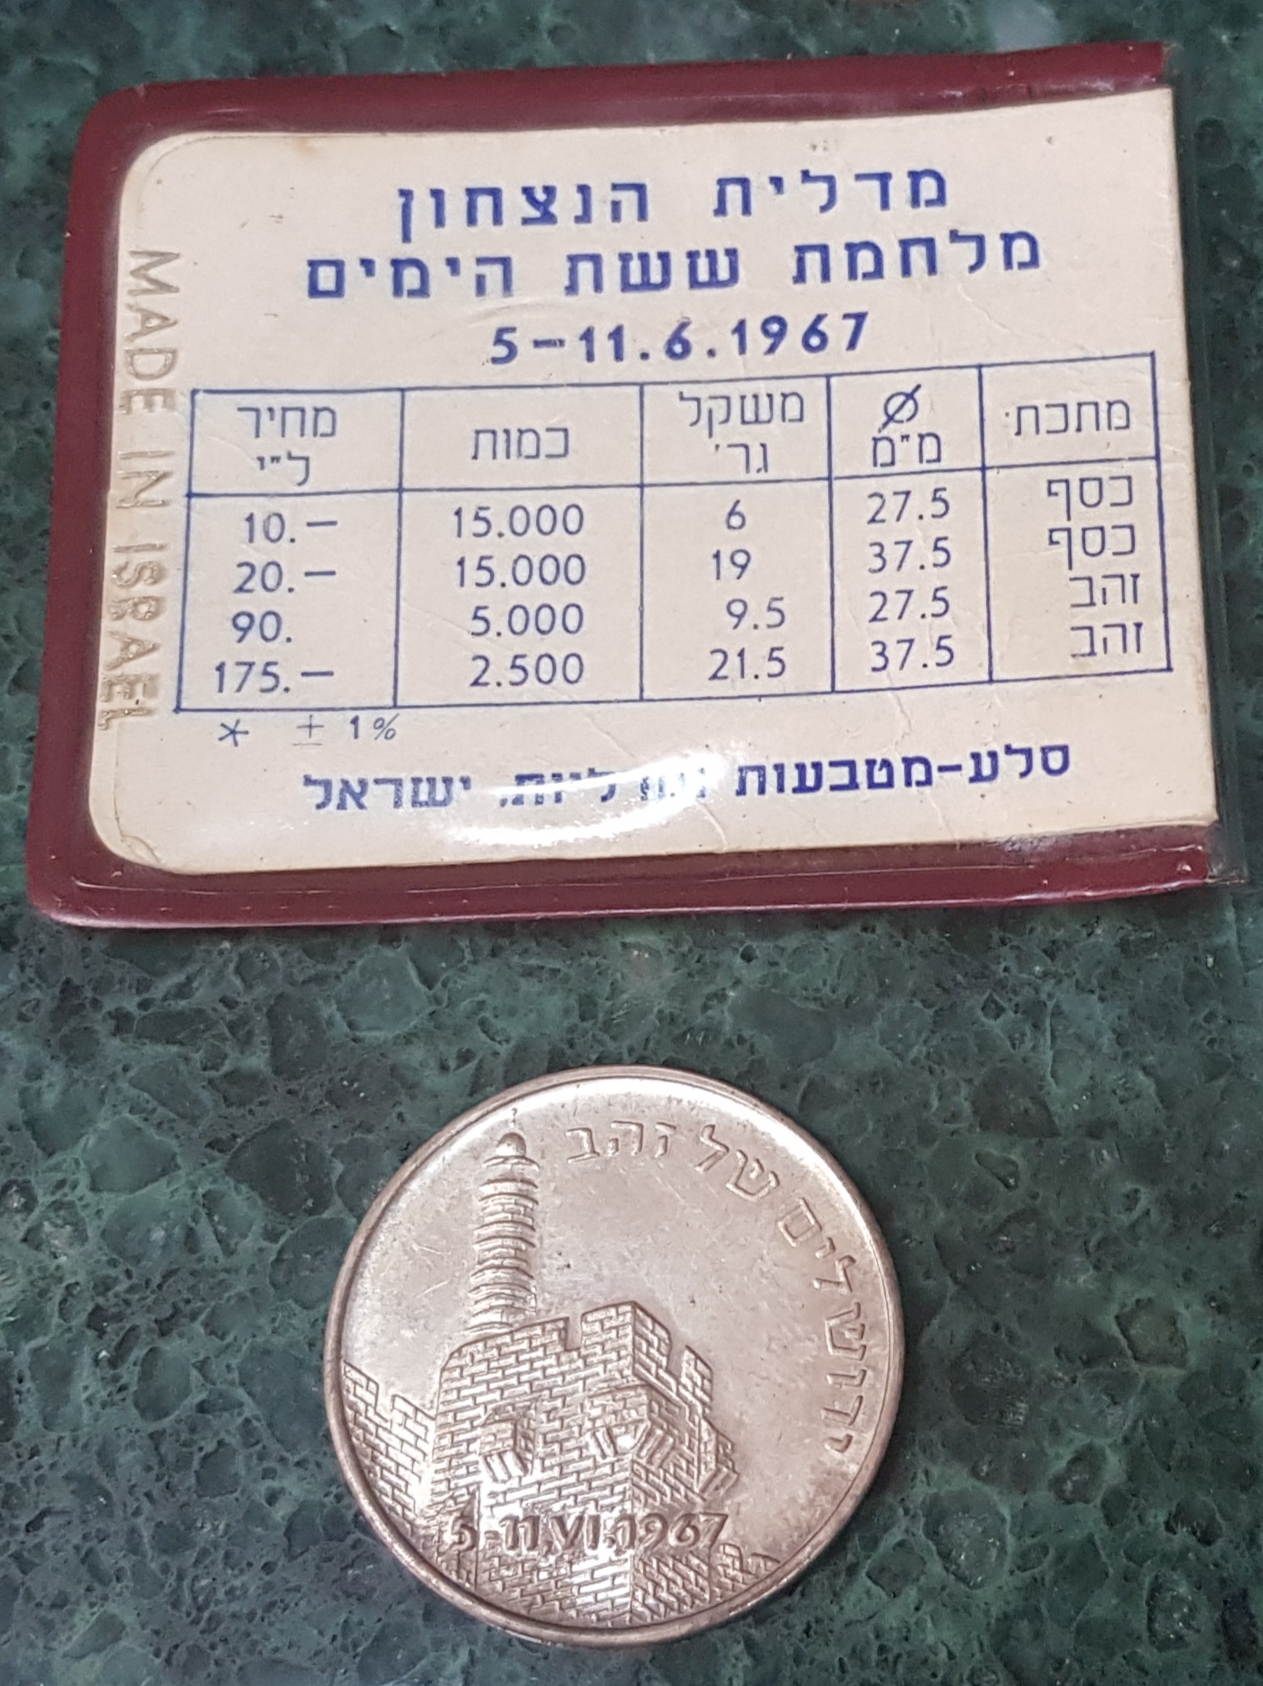 מדלית הנצחון
מלחמת ששת הימים
5-11.6.1967
מתכת Ø מ"מ משקל גר' כמות מחיר ל"י
כסף 27.5 6 15.000 10.—
כסף 37.5 19 15.000 20.—
זהב 27.5 9.5 5.000 90.
זהב 37.5 21.5 2.500 175.—
* ± 1%
סלע-מטבעות ישראל
MADE IN ISRAEL
ירושלים של זהב
5-11.VI.1967